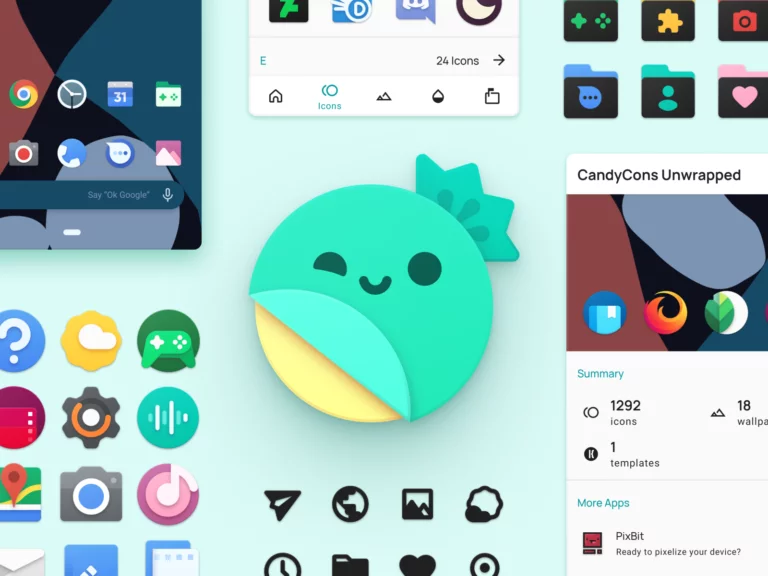 E
24 Icons
Icons
31
Say "Ok Google"
CandyCons Unwrapped
Summary
1292
icons
18
wallpa
1
templates
More Apps
PixBit
Ready to pixelize your device?